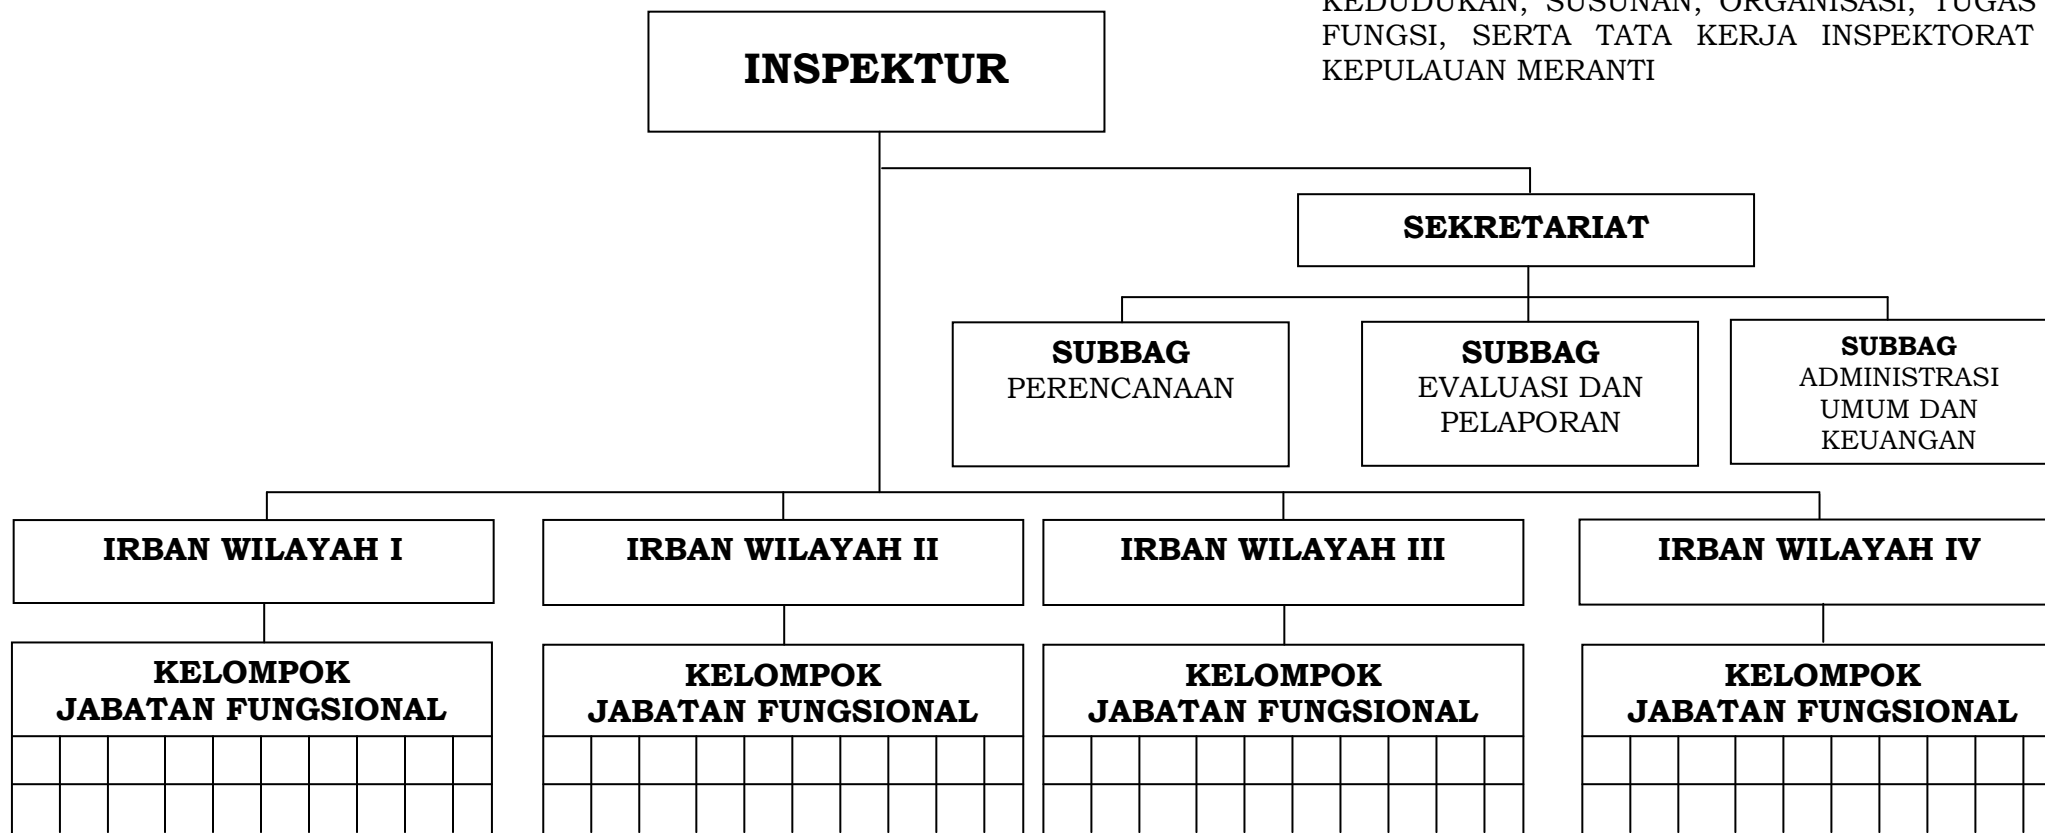 KEDUDUKAN, SUSUNAN, ORGANISASI, TUGAS
FUNGSI, SERTA TATA KERJA INSPEKTORAT
KEPULAUAN MERANTI
INSPEKTUR
SEKRETARIAT
SUBBAG
PERENCANAAN
SUBBAG
EVALUASI DAN
PELAPORAN
SUBBAG
ADMINISTRASI
UMUM DAN
KEUANGAN
IRBAN WILAYAH I
IRBAN WILAYAH II
IRBAN WILAYAH III
IRBAN WILAYAH IV
KELOMPOK
JABATAN FUNGSIONAL
KELOMPOK
JABATAN FUNGSIONAL
KELOMPOK
JABATAN FUNGSIONAL
KELOMPOK
JABATAN FUNGSIONAL